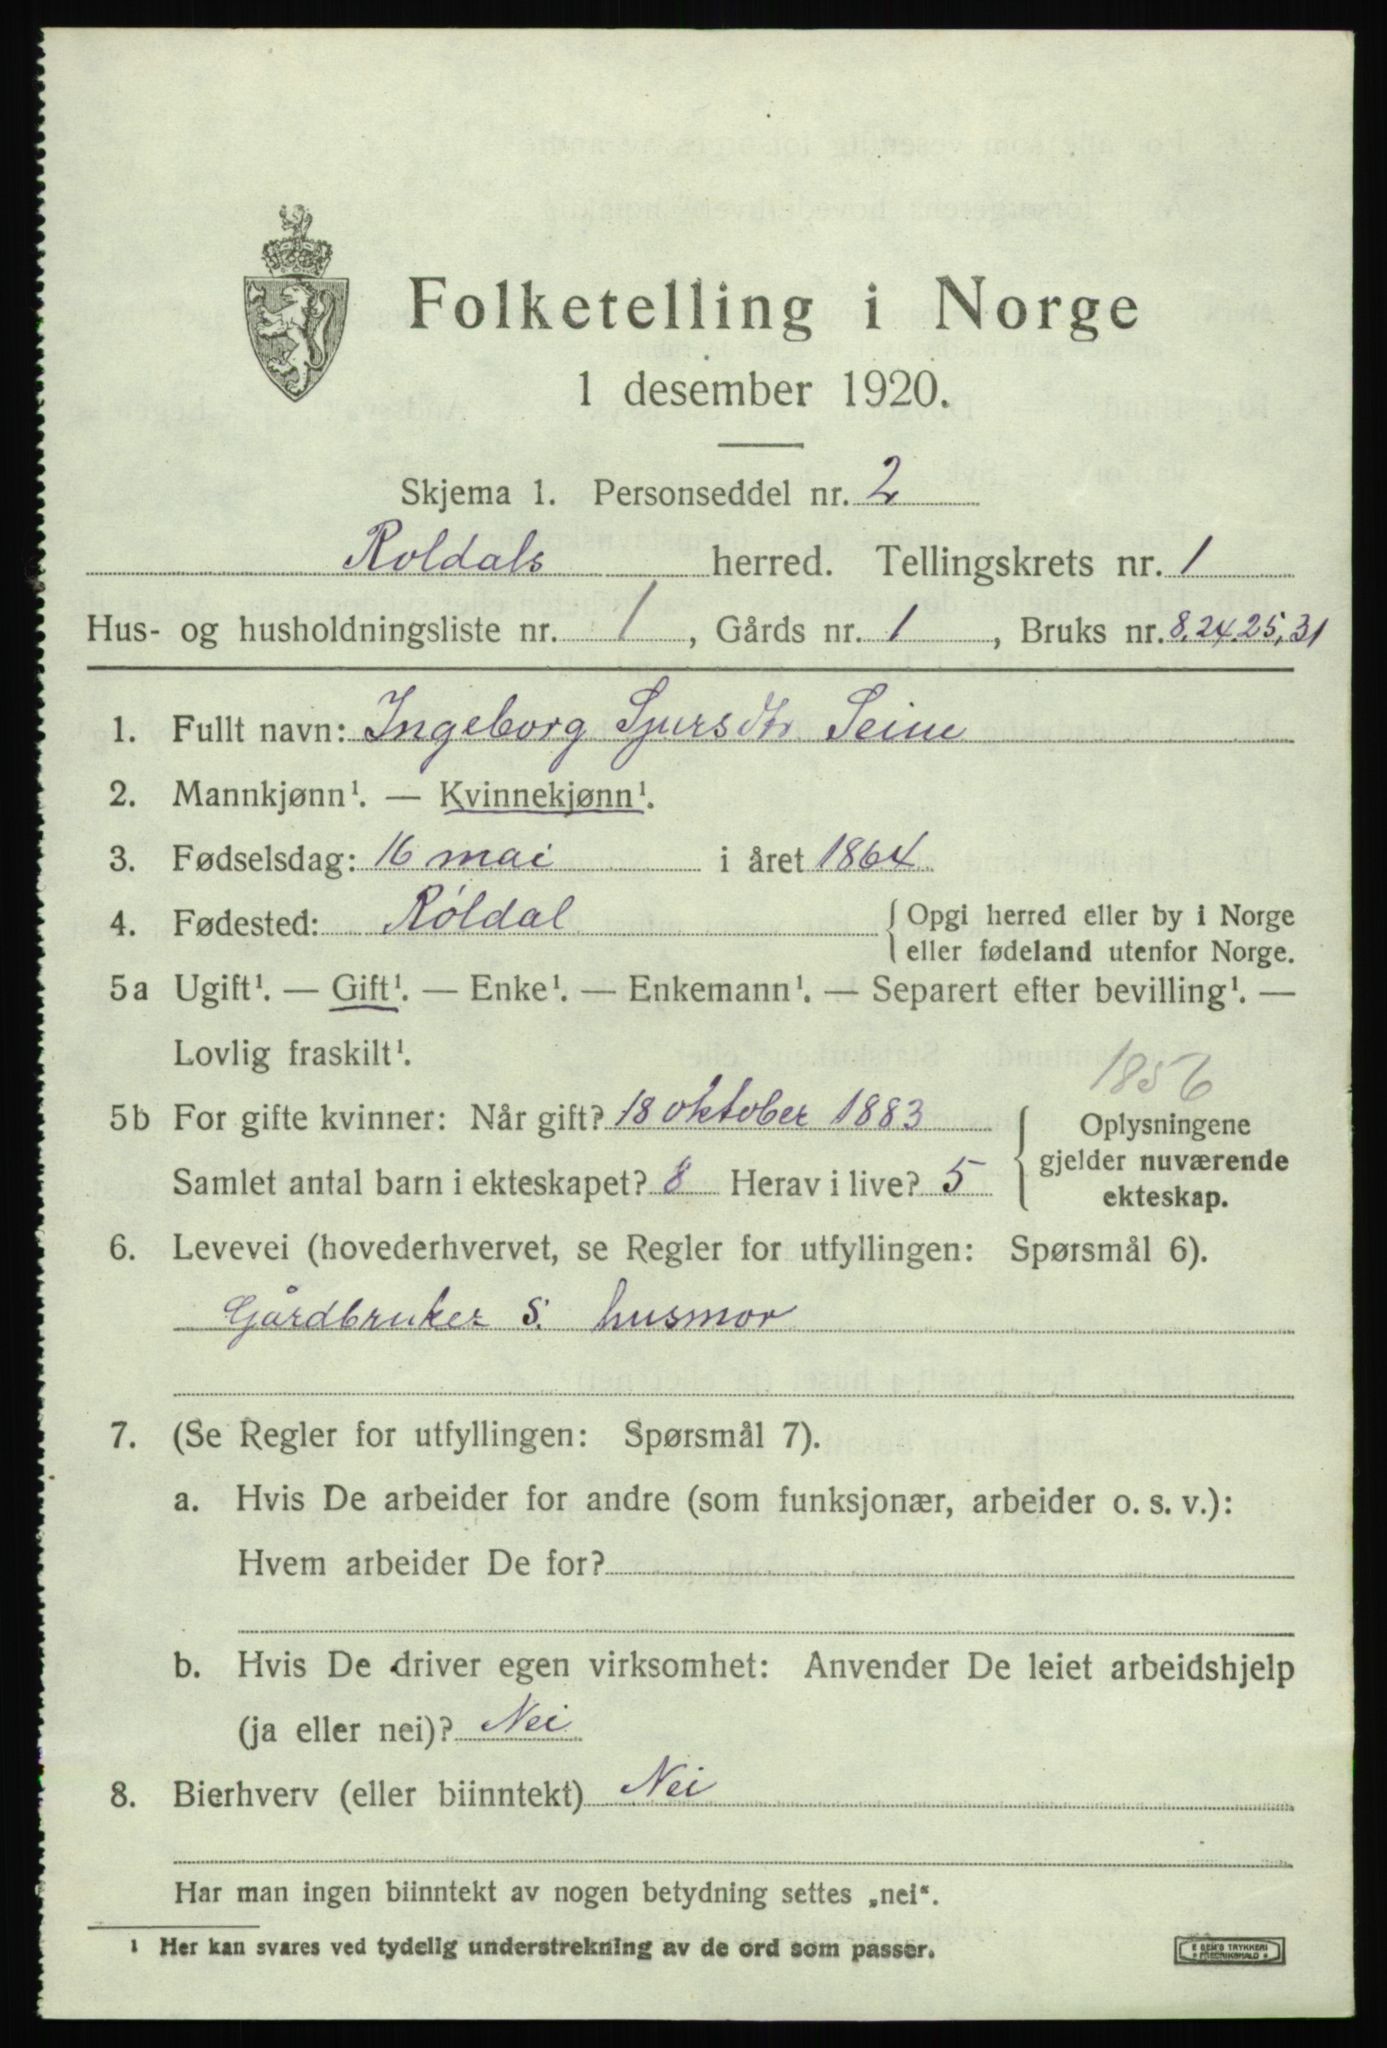 Folketelling i Norge
1 desember 1920.
Skjema 1. Personseddel nr. 2
Roldals herred. Tellingskrets nr. 1
Hus- og husholdningsliste nr. 1, Gårds nr. 1, Bruks nr. 8,24.25,31
1. Fullt navn: Ingeborg Sjursdtr Seim
2. Mannkjønn¹. — Kvinnekjønn¹.
3. Fødselsdag: 16 mai i året 1864
4. Fødested: Róldal { Opgi herred eller by i Norge
eller fødeland utenfor Norge.
5a Ugift¹. — Gift¹. — Enke¹. — Enkemann¹. — Separert efter bevilling¹. —
Lovlig fraskilt¹.
1856
5b For gifte kvinner: Når gift? 18 oktober 1883 { Oplysningene
gjelder nuværende
Samlet antal barn i ekteskapet? 8 Herav i live? 5 ekteskap.
6. Levevei (hovederhvervet, se Regler for utfyllingen: Spørsmål 6).
Gårdbruker s. husmor
7. (Se Regler for utfyllingen: Spørsmål 7).
a. Hvis De arbeider for andre (som funksjonær, arbeider o. s. v.):
Hvem arbeider De for?
b. Hvis De driver egen virksomhet: Anvender De leiet arbeidshjelp
(ja eller nei)? Nei
8. Bierhverv (eller biinntekt) Nei
Har man ingen biinntekt av nogen betydning settes „nei“.
¹ Her kan svares ved tydelig understrekning av de ord som passer.
E SEM'S TRYKKERI
* FREDRIKSHALD *